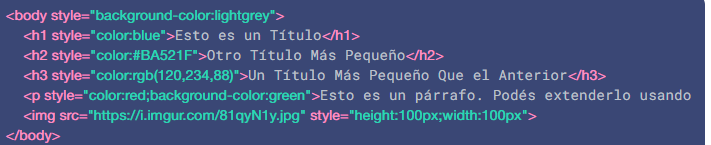 <body style="background-color:lightgrey">
<h1 style="color:blue">Esto es un Título</h1>
<h2 style="color:#BA521F">Otro Título Más Pequeño</h2>
<h3 style="color:rgb(120,234,88)">Un Título Más Pequeño Que el Anterior</h3>
<p style="color:red;background-color:green">Esto es un párrafo. Podés extenderlo usando
<img src="https://i.imgur.com/81qyN1y.jpg" style="height:100px;width:100px">
</body>